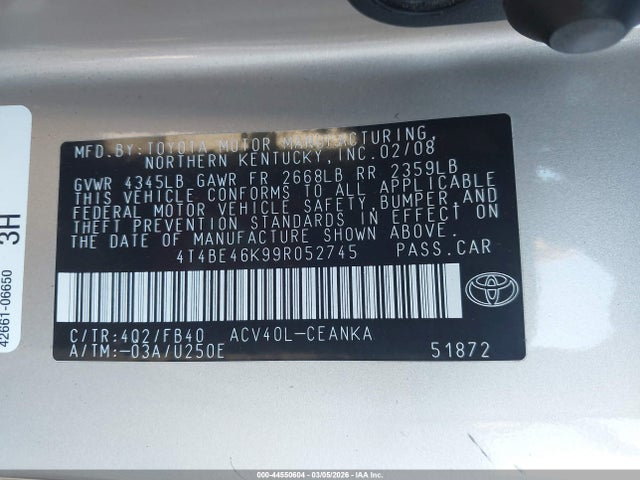 MFD. BY: TOYOTA MOTOR MANUFACTURING,
NORTHERN KENTUCKY, INC. 02/08
GVWR 4345LB GAWR FR 2668LB RR 2359LB
THIS VEHICLE CONFORMS TO ALL APPLICABLE
FEDERAL MOTOR VEHICLE SAFETY, BUMPER, AND
THEFT PREVENTION STANDARDS IN EFFECT ON
THE DATE OF MANUFACTURE SHOWN ABOVE.
4T4BE46K99R052745 PASS. CAR
C/TR: 4Q2/FB40 ACV40L-CEANKA
A/TM: -03A/U250E 51872
42661-06650
3H
000-44550604 - 03/05/2026 - IAA Inc.